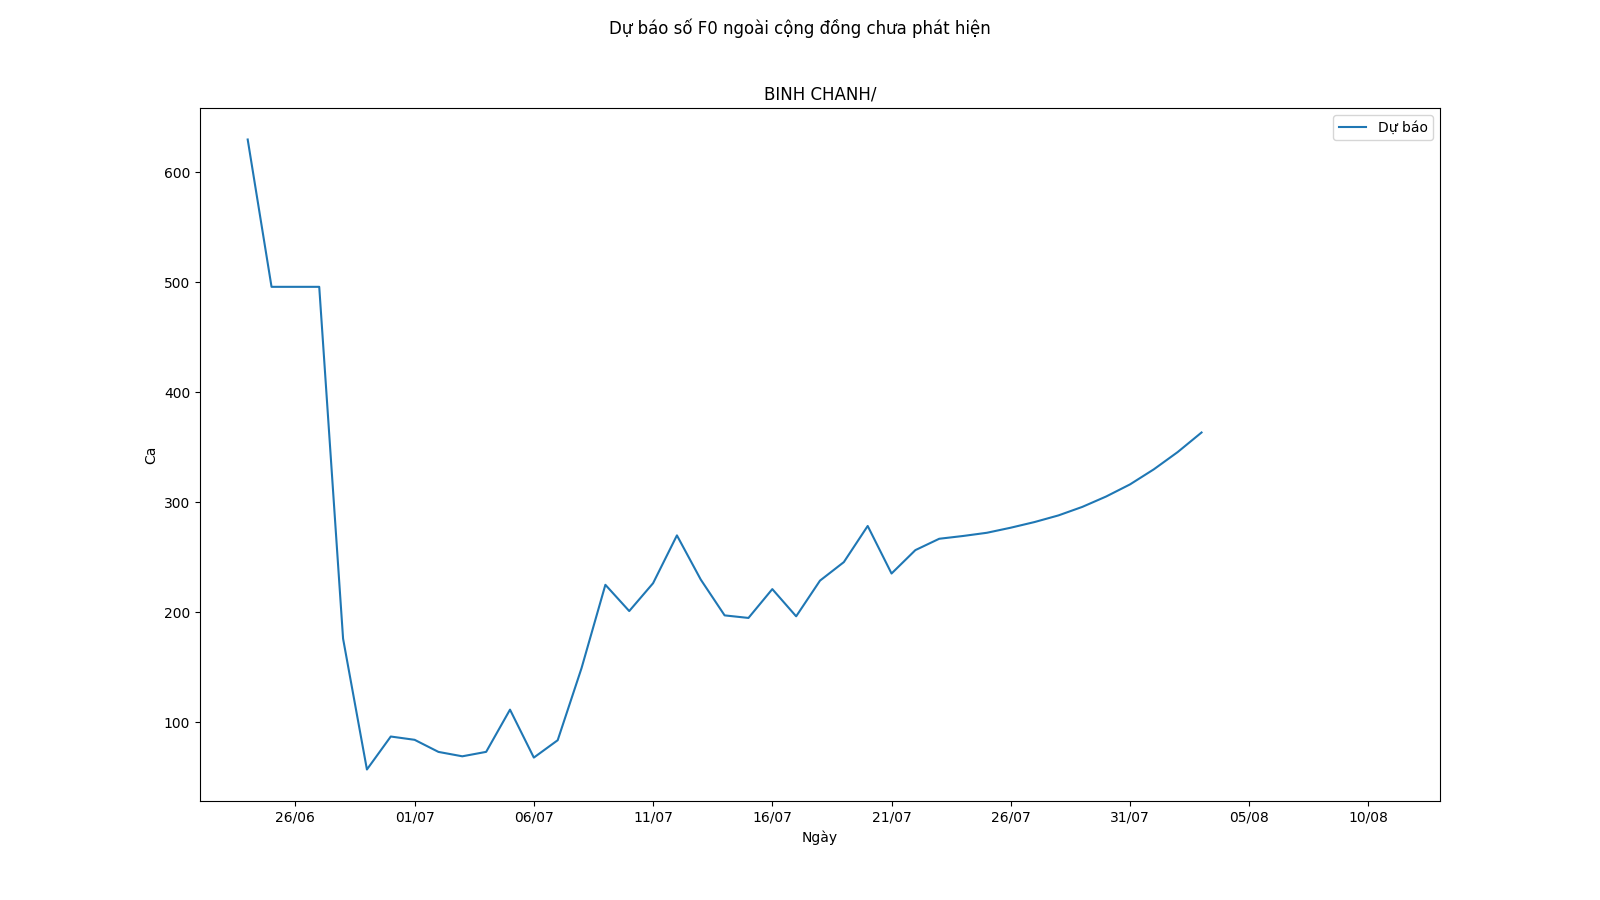 Dự báo số F0 ngoài cộng đồng chưa phát hiện
BINH CHANH/
Dự báo
600
500
400
300
200
100
Ca
26/06 01/07 06/07 11/07 16/07 21/07 26/07 31/07 05/08 10/08
Ngày